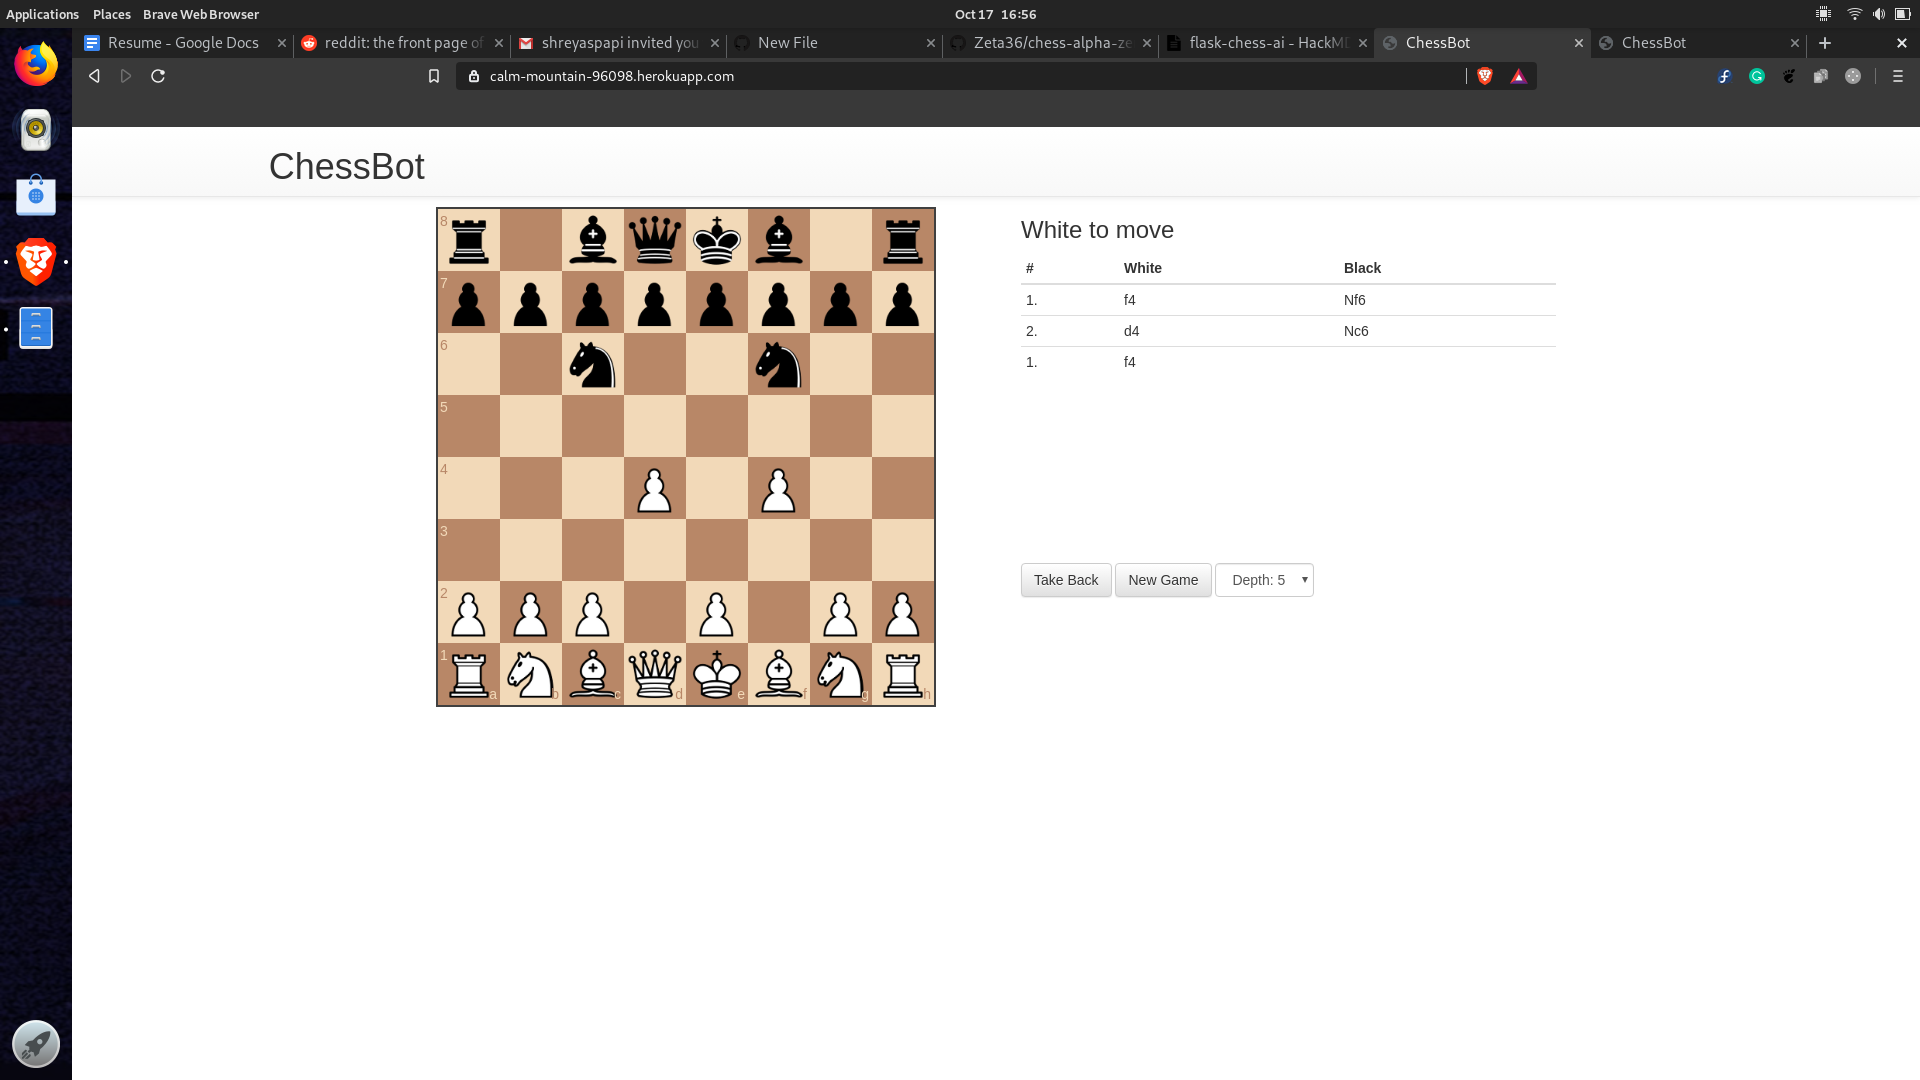 Applications Places Brave Web Browser Oct 17 16:56
Resume - Google Docs reddit: the front page of shreyaspapi invited you New File Zeta36/chess-alpha-ze flask-chess-ai - HackMD ChessBot ChessBot
calm-mountain-96098.herokuapp.com
ChessBot
White to move
# White Black
1. f4 Nf6
2. d4 Nc6
1. f4
8
7
6
5
4
3
2
1
a b c d e f g h
Take Back New Game Depth: 5